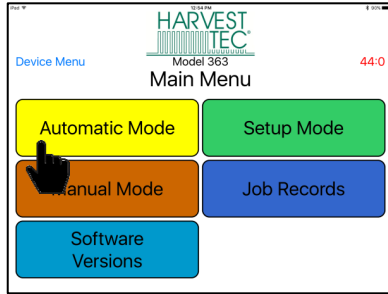 iPad
12:54 PM
90%
HARVEST
TEC
Device Menu
Model 363
44:0
Main Menu
Automatic Mode
Setup Mode
Manual Mode
Job Records
Software
Versions